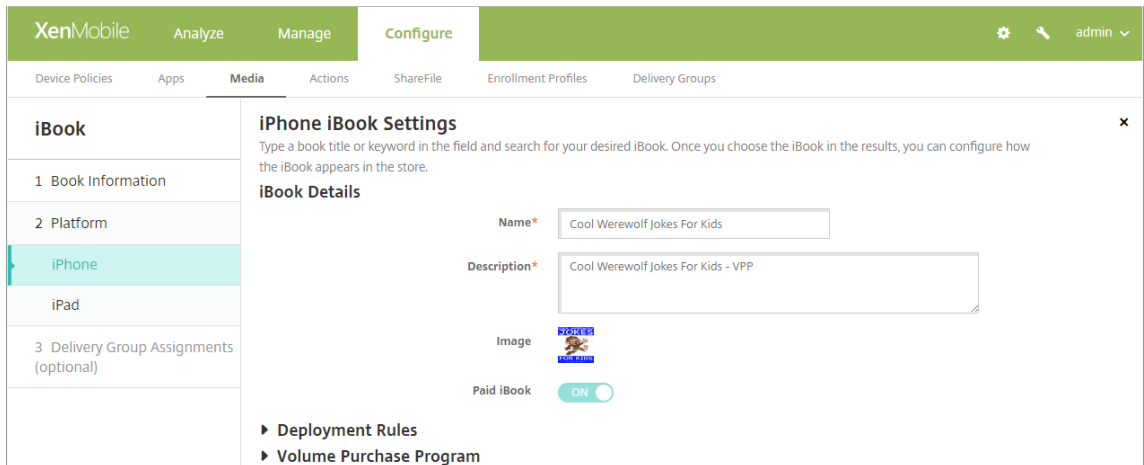 XenMobile Analyze Manage Configure admin
Device Policies Apps Media Actions ShareFile Enrollment Profiles Delivery Groups
iBook
1 Book Information
2 Platform
iPhone
iPad
3 Delivery Group Assignments
(optional)
iPhone iBook Settings
Type a book title or keyword in the field and search for your desired iBook. Once you choose the iBook in the results, you can configure how
the iBook appears in the store.
iBook Details
Name* Cool Werewolf Jokes For Kids
Description* Cool Werewolf Jokes For Kids - VPP
Image
JOKES
FOR KIDS
Paid iBook ON
Deployment Rules
Volume Purchase Program